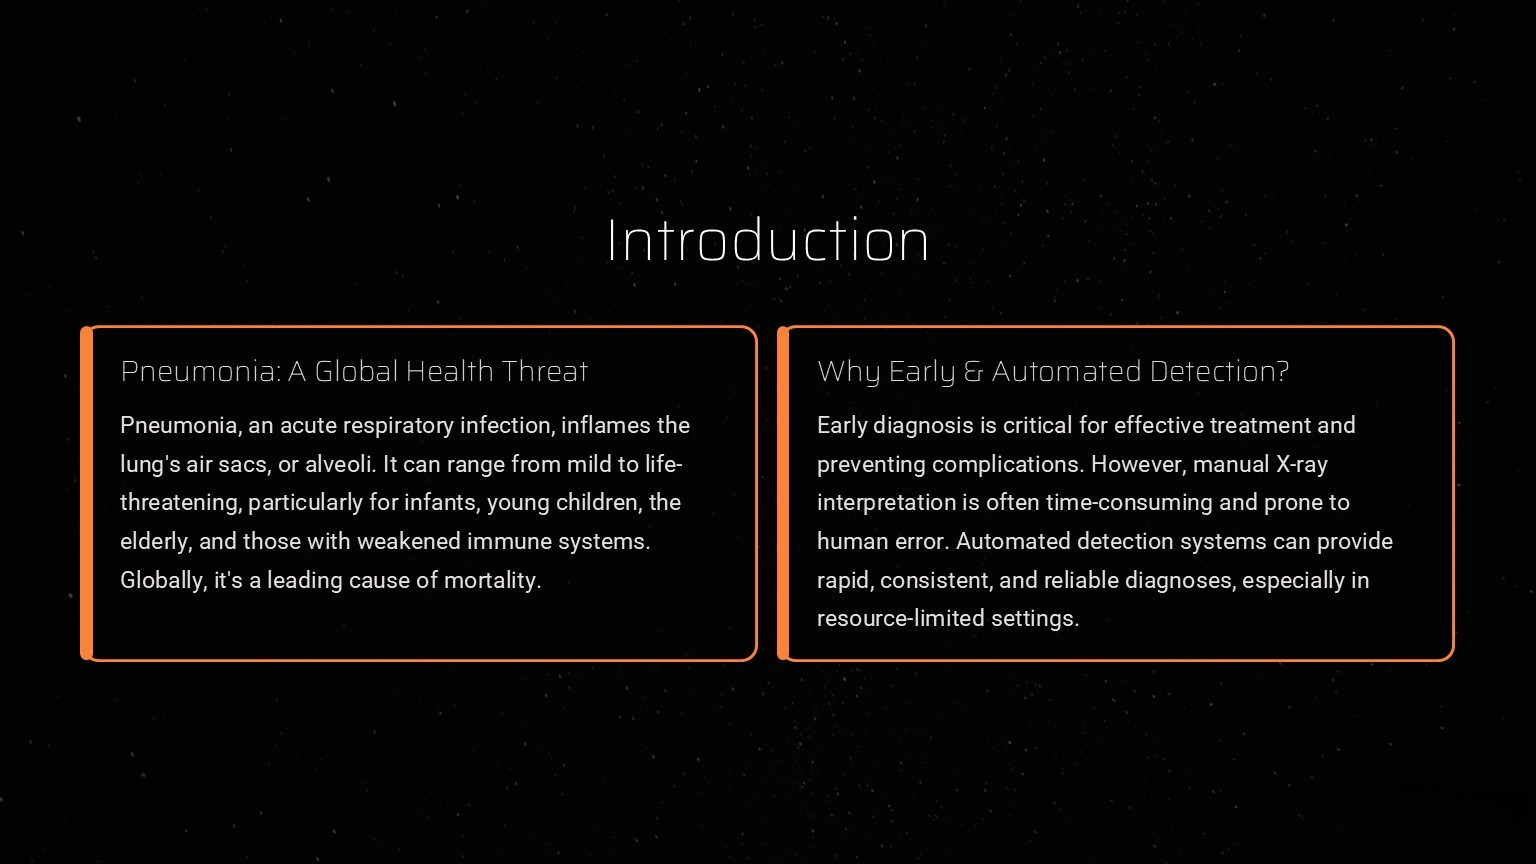 Introduction
Pneumonia: A Global Health Threat
Pneumonia, an acute respiratory infection, inflames the
lung's air sacs, or alveoli. It can range from mild to life-
threatening, particularly for infants, young children, the
elderly, and those with weakened immune systems.
Globally, it's a leading cause of mortality.
Why Early & Automated Detection?
Early diagnosis is critical for effective treatment and
preventing complications. However, manual X-ray
interpretation is often time-consuming and prone to
human error. Automated detection systems can provide
rapid, consistent, and reliable diagnoses, especially in
resource-limited settings.